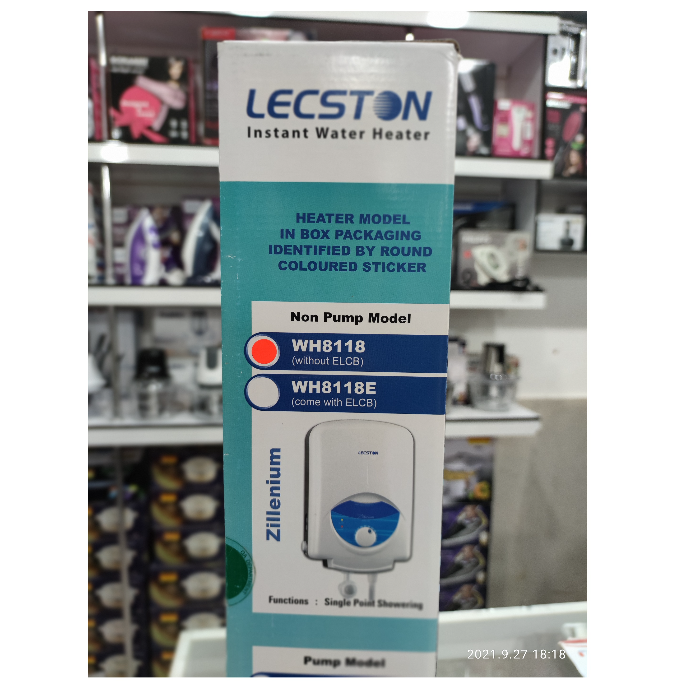 LECSTON
Instant Water Heater
HEATER MODEL
IN BOX PACKAGING
IDENTIFIED BY ROUND
COLOURED STICKER
Non Pump Model
WH8118
(without ELCB)
WH8118E
(come with ELCB)
Zillenium
LECSTON
Functions : Single Point Showering
Pump Model
2021.9.27 18:18